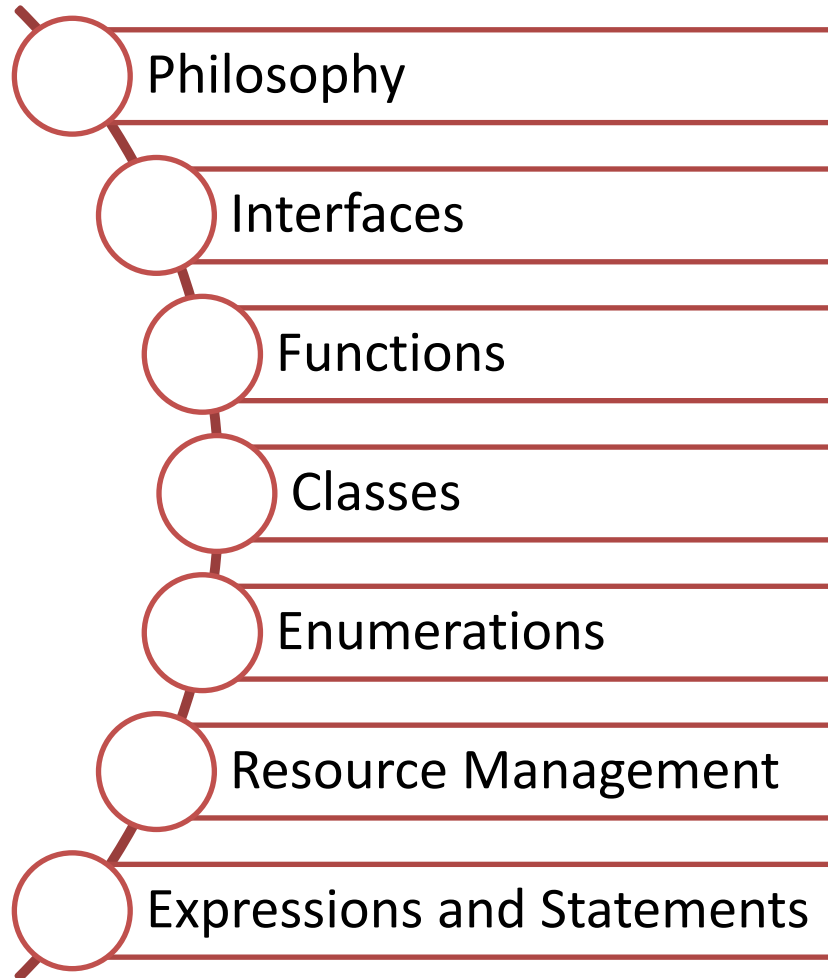 Philosophy
Interfaces
Functions
Classes
Enumerations
Resource Management
Expressions and Statements